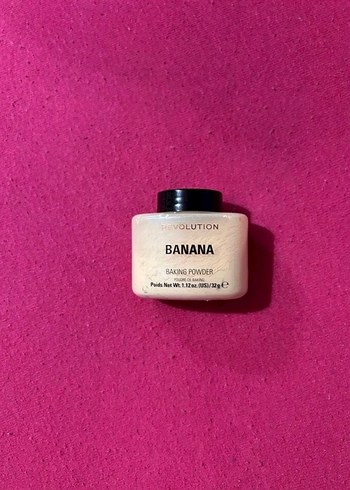 REVOLUTION
BANANA
BAKING POWDER
POUDRE DE BAKING
Poids Net Wt. 1.12 oz. (US) / 32 g ℮